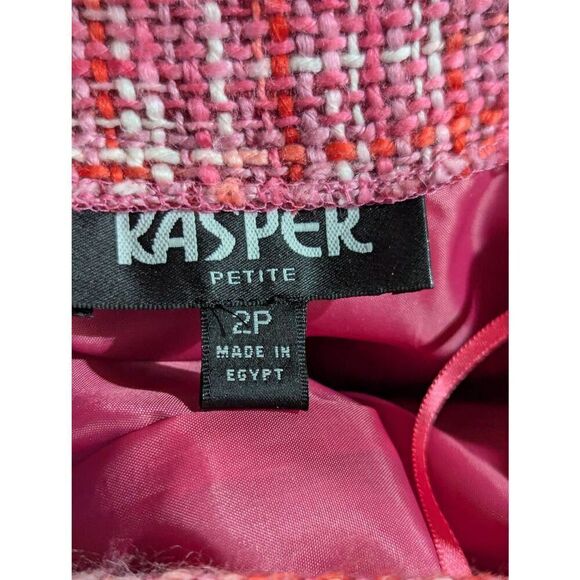 KASPER
PETITE
2P
MADE IN
EGYPT